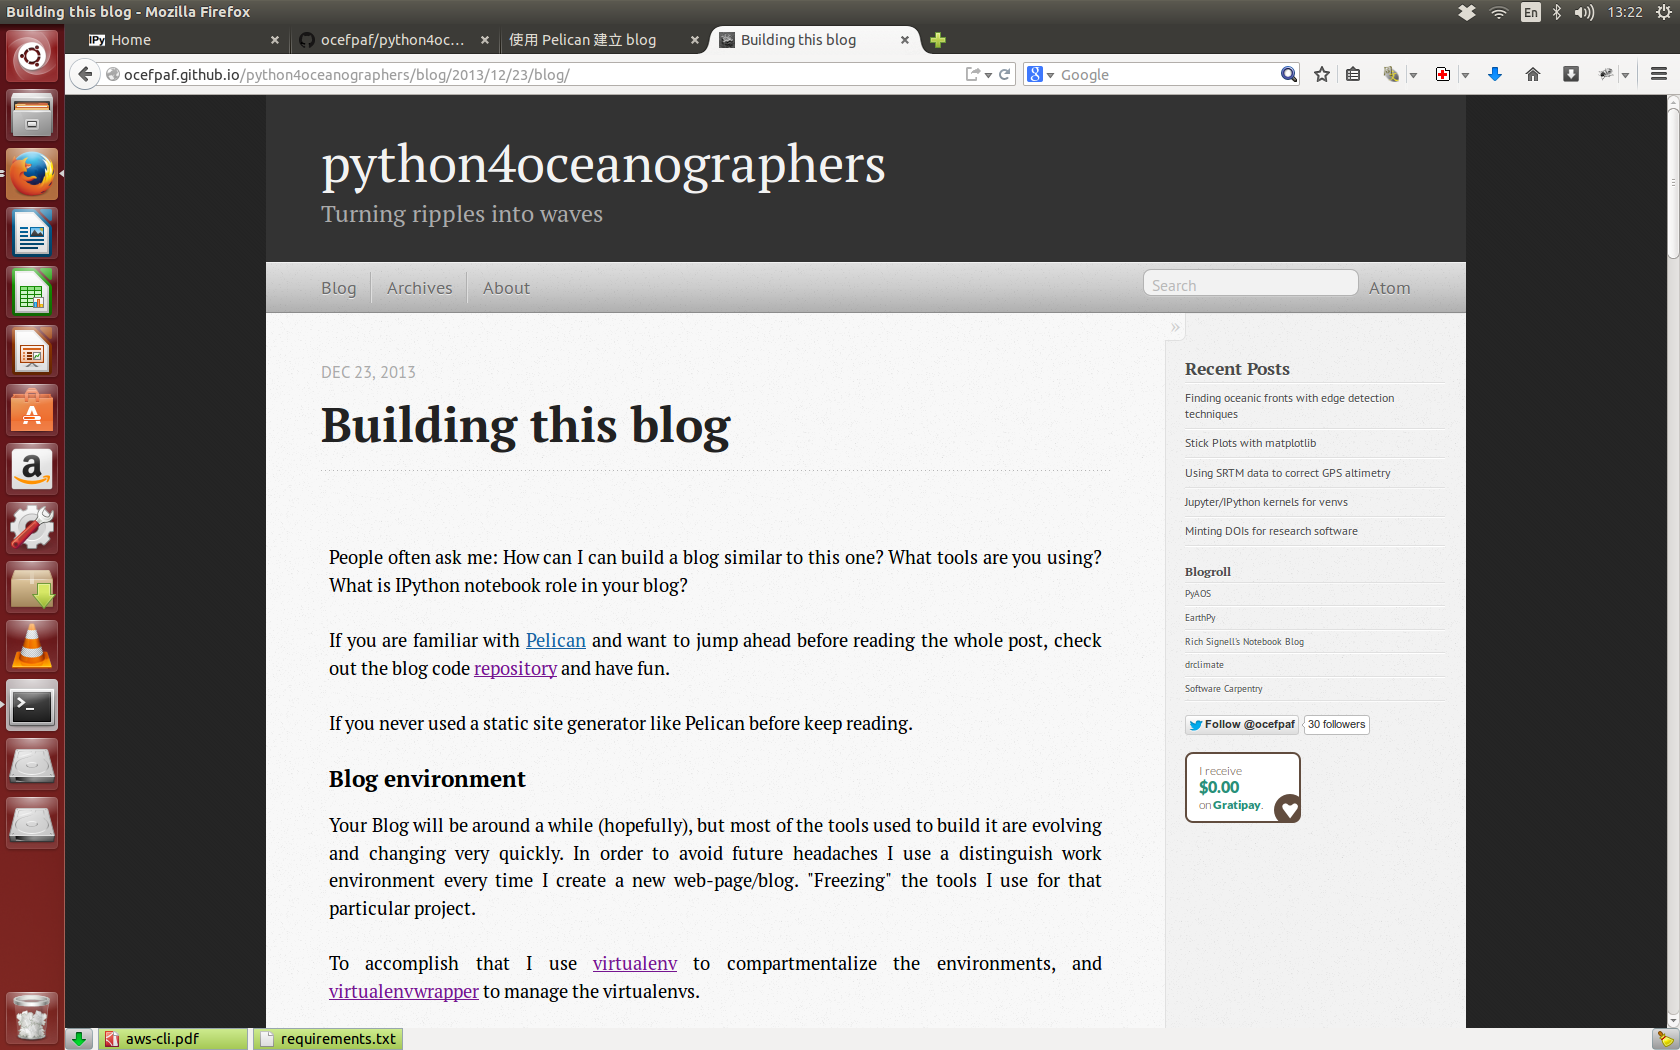 Building this blog - Mozilla Firefox
En
13:22
IPy Home
ocefpaf/python4oc...
使用 Pelican 建立 blog
Building this blog
ocefpaf.github.io/python4oceanographers/blog/2013/12/23/blog/
Google
python4oceanographers
Turning ripples into waves
Blog
Archives
About
Search
Atom
»
DEC 23, 2013
Building this blog
People often ask me: How can I can build a blog similar to this one? What tools are you using?
What is IPython notebook role in your blog?
If you are familiar with Pelican and want to jump ahead before reading the whole post, check
out the blog code repository and have fun.
If you never used a static site generator like Pelican before keep reading.
Blog environment
Your Blog will be around a while (hopefully), but most of the tools used to build it are evolving
and changing very quickly. In order to avoid future headaches I use a distinguish work
environment every time I create a new web-page/blog. "Freezing" the tools I use for that
particular project.
To accomplish that I use virtualenv to compartmentalize the environments, and
virtualenvwrapper to manage the virtualenvs.
Recent Posts
Finding oceanic fronts with edge detection
techniques
Stick Plots with matplotlib
Using SRTM data to correct GPS altimetry
Jupyter/IPython kernels for venvs
Minting DOIs for research software
Blogroll
PyAOS
EarthPy
Rich Signell's Notebook Blog
drclimate
Software Carpentry
Follow @ocefpaf
30 followers
I receive
$0.00
on Gratipay.
aws-cli.pdf
requirements.txt